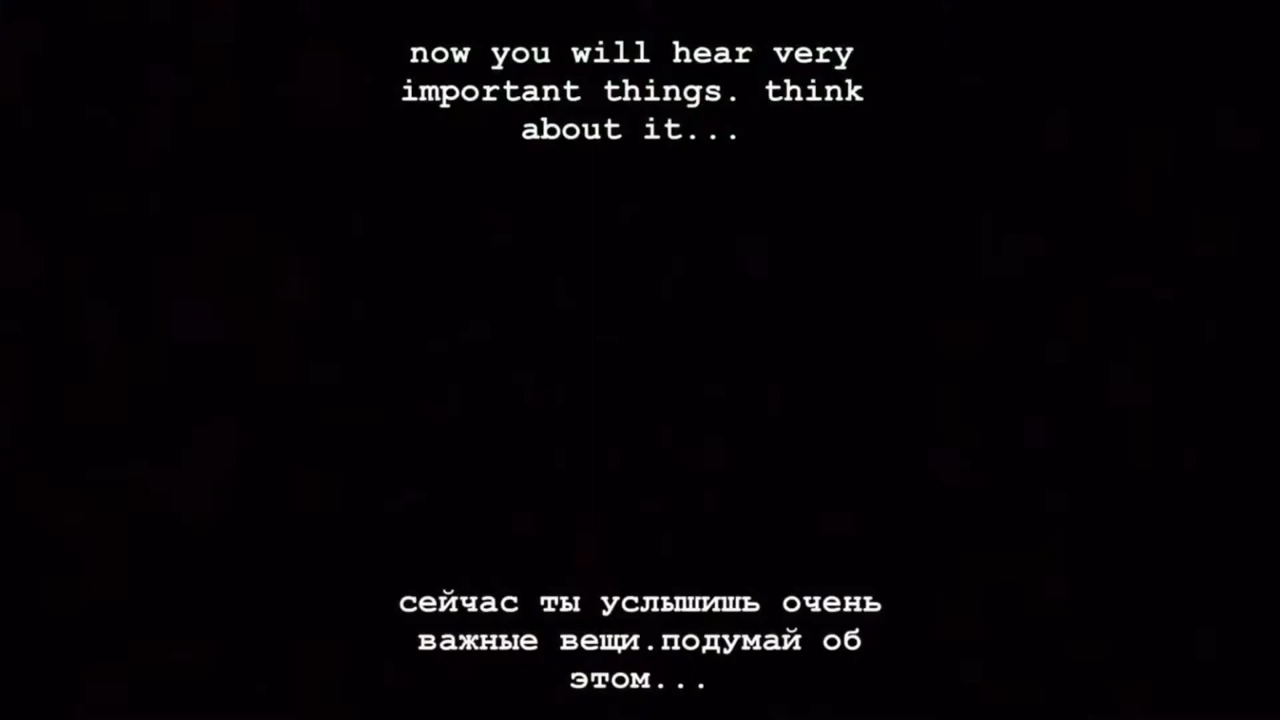 now you will hear very
important things. think
about it...
сейчас ты услышишь очень
важные вещи.подумай об
этом...